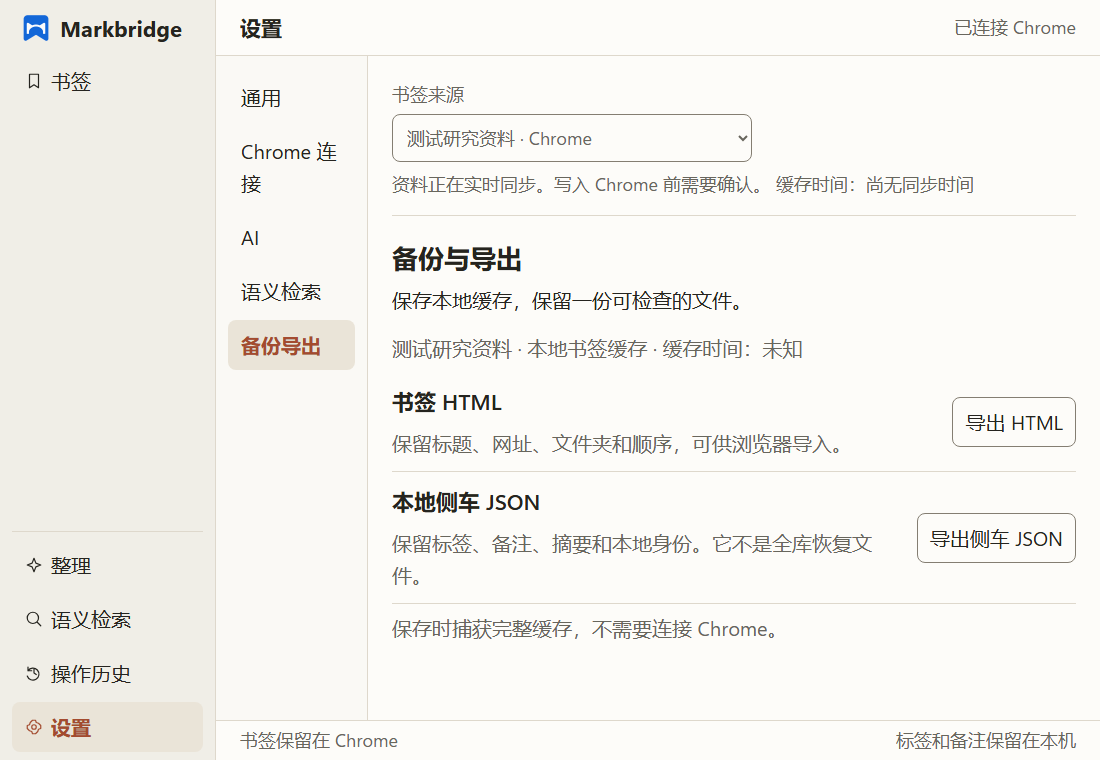 Markbridge
书签
整理
语义检索
操作历史
设置
设置
已连接 Chrome
通用
Chrome 连
接
AI
语义检索
备份导出
书签来源
测试研究资料 · Chrome
资料正在实时同步。写入 Chrome 前需要确认。 缓存时间：尚无同步时间
备份与导出
保存本地缓存，保留一份可检查的文件。
测试研究资料 · 本地书签缓存 · 缓存时间：未知
书签 HTML
保留标题、网址、文件夹和顺序，可供浏览器导入。
导出 HTML
本地侧车 JSON
保留标签、备注、摘要和本地身份。它不是全库恢复文
件。
导出侧车 JSON
保存时捕获完整缓存，不需要连接 Chrome。
书签保留在 Chrome
标签和备注保留在本机